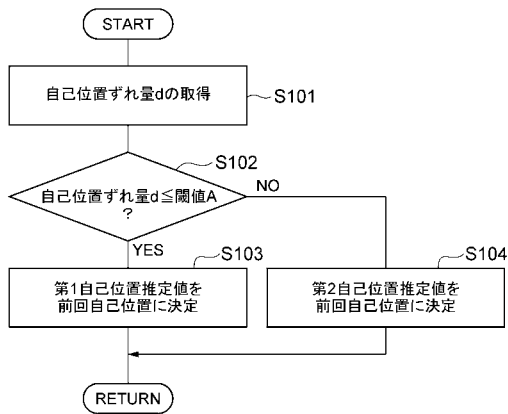 START
自己位置ずれ量dの取得
S101
S102
自己位置ずれ量d≦閾値A
?
NO
YES
S103
第1自己位置推定値を
前回自己位置に決定
S104
第2自己位置推定値を
前回自己位置に決定
RETURN